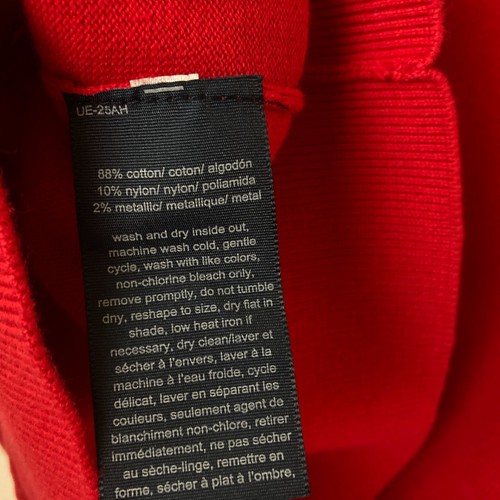 UE-25AH
88% cotton/ coton/ algodón
10% nylon/ nylon/ poliamida
2% metallic/ metallique/ metal
wash and dry inside out,
machine wash cold, gentle
cycle, wash with like colors,
non-chlorine bleach only,
remove promptly, do not tumble
dny, reshape to size, dry flat in
shade, low heat iron if
necessary, dry clean/laver et
sécher à l'envers, laver à la
machine à l'eau froide, cycle
délicat, laver en séparant les
couleurs, seulement agent de
blanchiment non-chlore, retirer
immédiatement, ne pas sécher
au sèche-linge, remettre en
forme, sécher à plat à l'ombre,